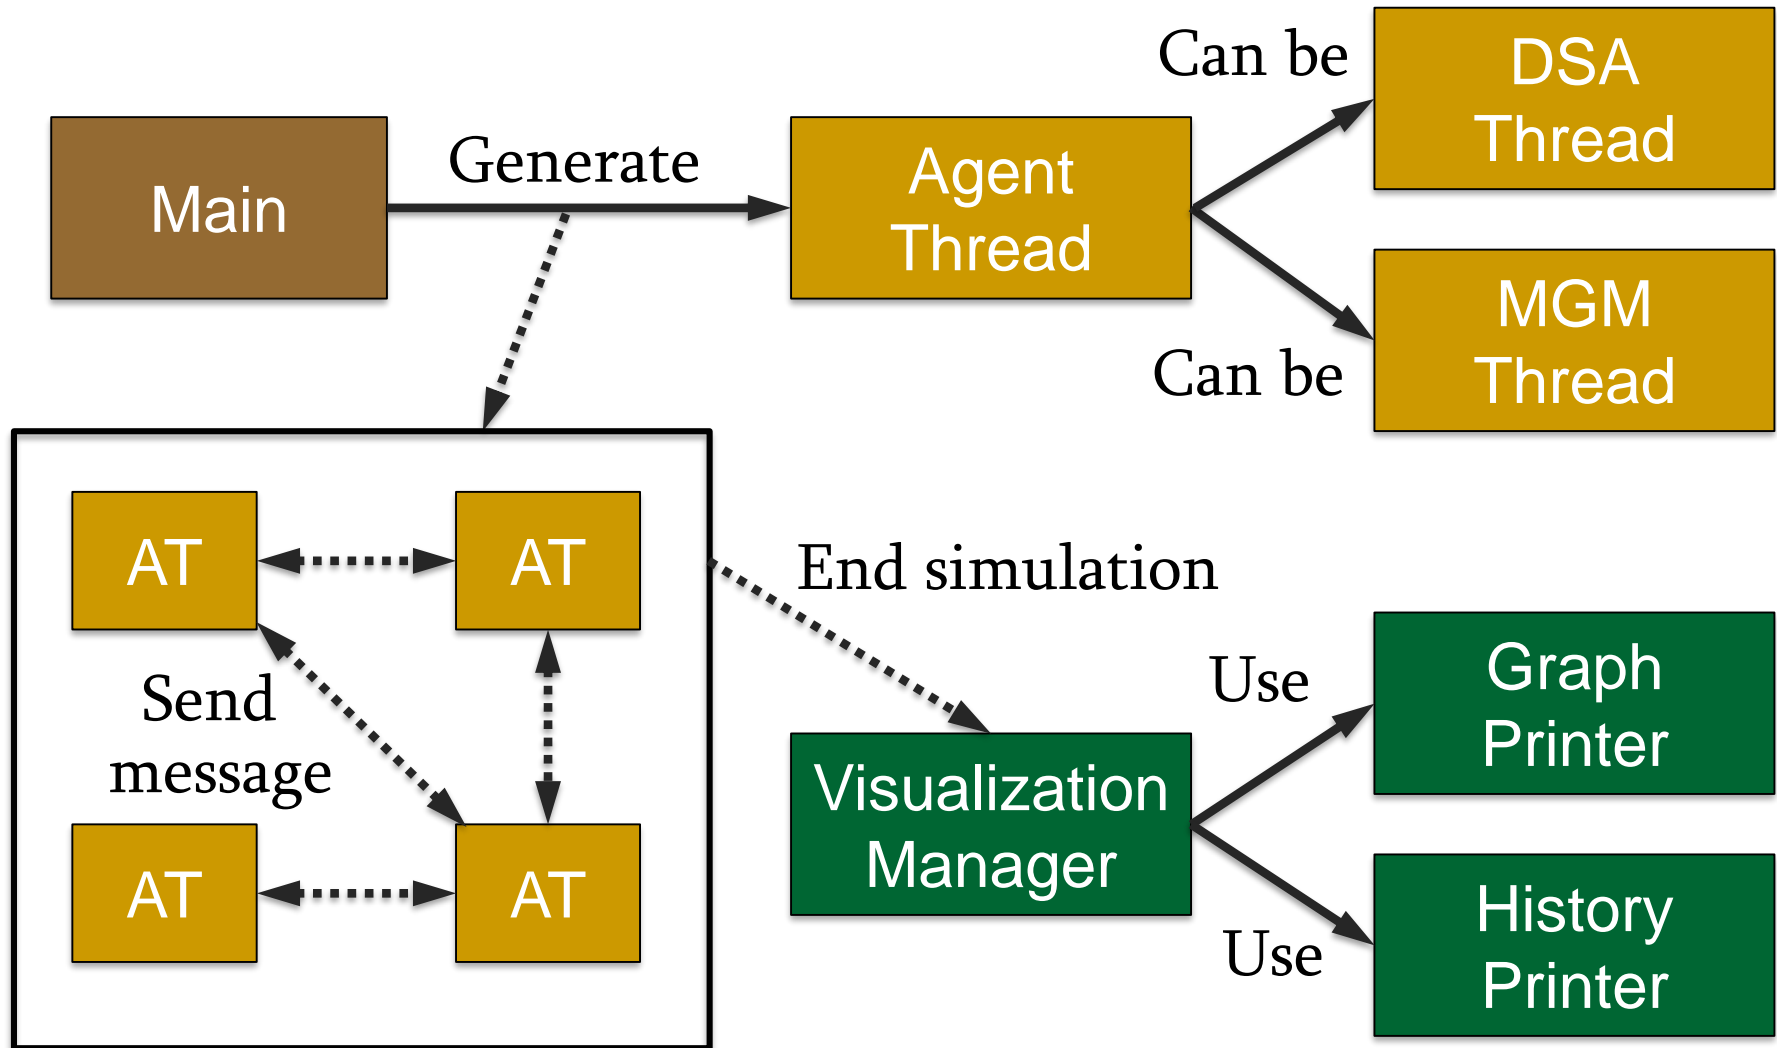 Can be
DSA
Thread
Main
Generate
Agent
Thread
MGM
Thread
Can be
AT
AT
Send
message
AT
AT
End simulation
Visualization
Manager
Use
Graph
Printer
Use
History
Printer